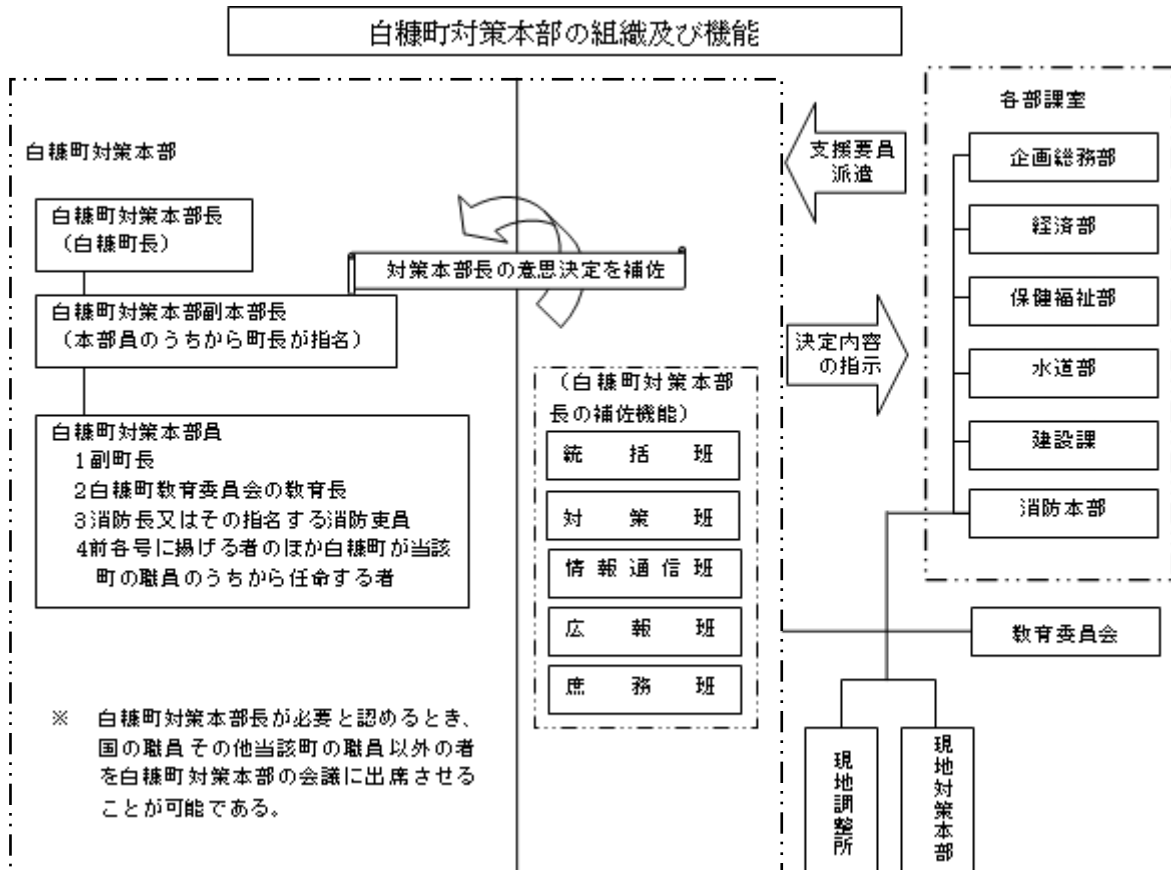 白糠町対策本部の組織及び機能
白糠町対策本部
白糠町対策本部長
（白糠町長）
白糠町対策本部副本部長
（本部員のうちから町長が指名）
白糠町対策本部員
1副町長
2白糠町教育委員会の教育長
3消防長又はその指名する消防吏員
4前各号に揚げる者のほか白糠町が当該
町の職員のうちから任命する者
※　白糠町対策本部長が必要と認めるとき、
国の職員その他当該町の職員以外の者
を白糠町対策本部の会議に出席させる
ことが可能である。
対策本部長の意思決定を補佐
（白糠町対策本部
長の補佐機能）
統　括　班
対　策　班
情報通信班
広　報　班
庶　務　班
支援要員
派遣
決定内容
の指示
各部課室
企画総務部
経済部
保健福祉部
水道部
建設課
消防本部
教育委員会
現地調整所
現地対策本部